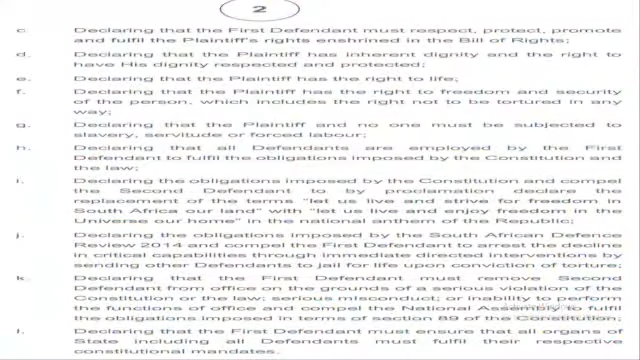 2
c. Declaring that the First Defendant must respect, protect, promote
and fulfil the Plaintiff's rights enshrined in the Bill of Rights;
d. Declaring that the Plaintiff has inherent dignity and the right to
have His dignity respected and protected;
e. Declaring that the Plaintiff has the right to life;
f. Declaring that the Plaintiff has the right to freedom and security
of the person, which includes the right not to be tortured in any
way;
g. Declaring that the Plaintiff and no one must be subjected to
slavery, servitude or forced labour;
h. Declaring that all Defendants are employed by the First
Defendant to fulfil the obligations imposed by the Constitution and
the law;
i. Declaring the obligations imposed by the Constitution and compel
the Second Defendant to by proclamation declare the
replacement of the terms "let us live and strive for freedom in
South Africa our land" with "let us live and enjoy freedom in the
Universe our home" in the national anthem of the Republic;
j. Declaring the obligations imposed by the South African Defence
Review 2014 and compel the First Defendant to arrest the decline
in critical capabilities through immediate directed interventions by
sending other Defendants to jail for life upon conviction of torture;
k. Declaring that the First Defendant must remove Second
Defendant from office on the grounds of a serious violation of the
Constitution or the law; serious misconduct; or inability to perform
the functions of office and compel the National Assembly to fulfil
the obligations imposed in terms of section 89 of the Constitution;
l. Declaring that the First Defendant must ensure that all organs of
State including all Defendants must fulfil their respective
constitutional mandates.